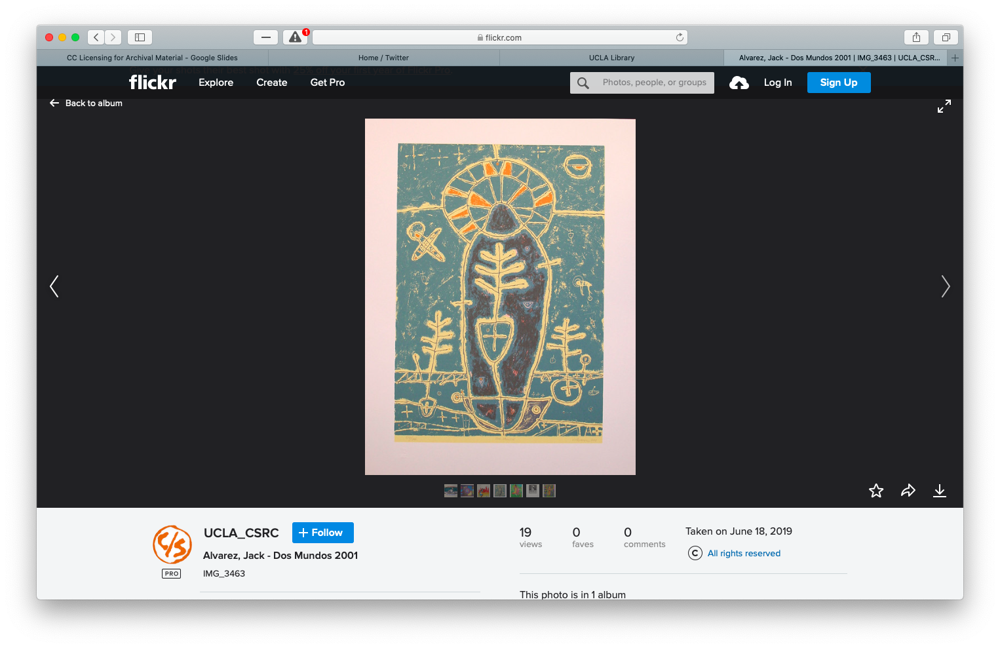 1
flickr.com
CC Licensing for Archival Material - Google Slides
Home / Twitter
UCLA Library
Alvarez, Jack - Dos Mundos 2001 | IMG_3463 | UCLA_CSR...
Give your shots their best shot with 25% off your first year of Flickr Pro.
flickr
Explore
Create
Get Pro
Photos, people, or groups
Log In
Sign Up
Back to album
UCLA_CSRC
+ Follow
Alvarez, Jack - Dos Mundos 2001
IMG_3463
C/S
PRO
19
views
0
faves
0
comments
Taken on June 18, 2019
All rights reserved
This photo is in 1 album